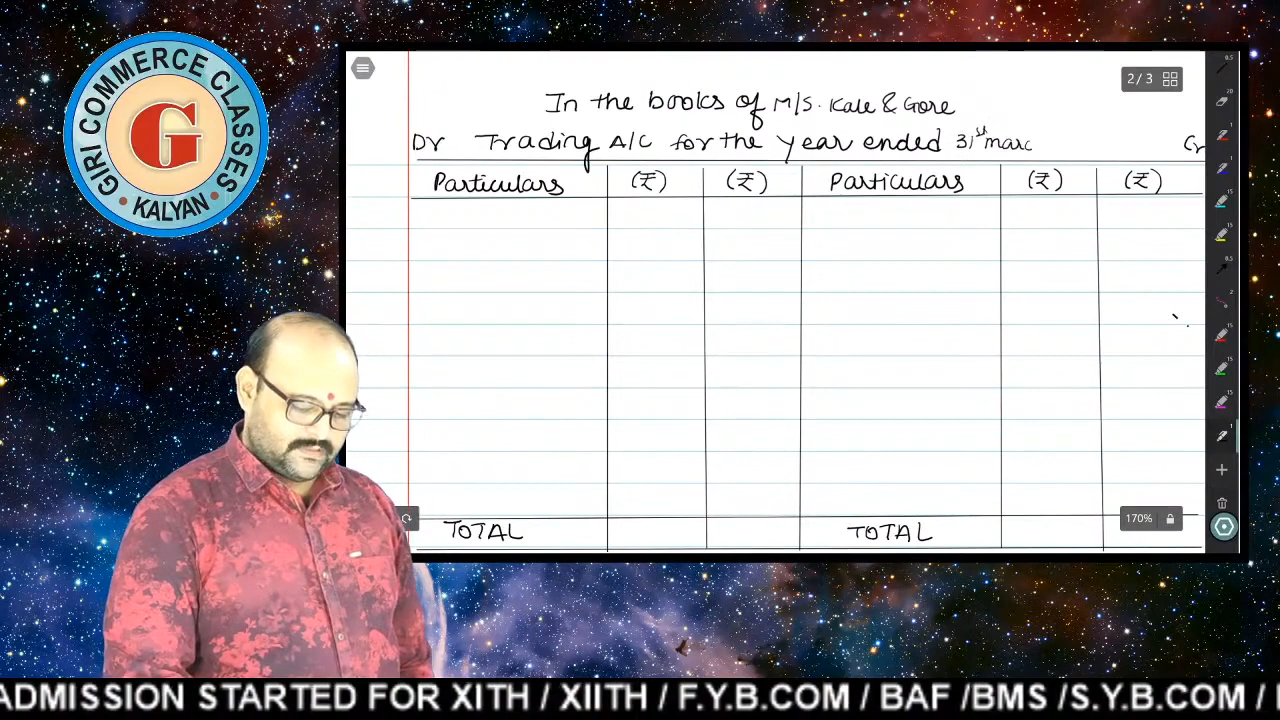 GIRI COMMERCE CLASSES
G
• KALYAN •
2/3
In the books of M/S. Kale & Gore
Dr Trading A/C for the year ended 31st marc Cr
Particulars (₹) (₹) Particulars (₹) (₹)
TOTAL TOTAL
170%
ADMISSION STARTED FOR XITH / XIITH / F.Y.B.COM / BAF /BMS /S.Y.B.COM /